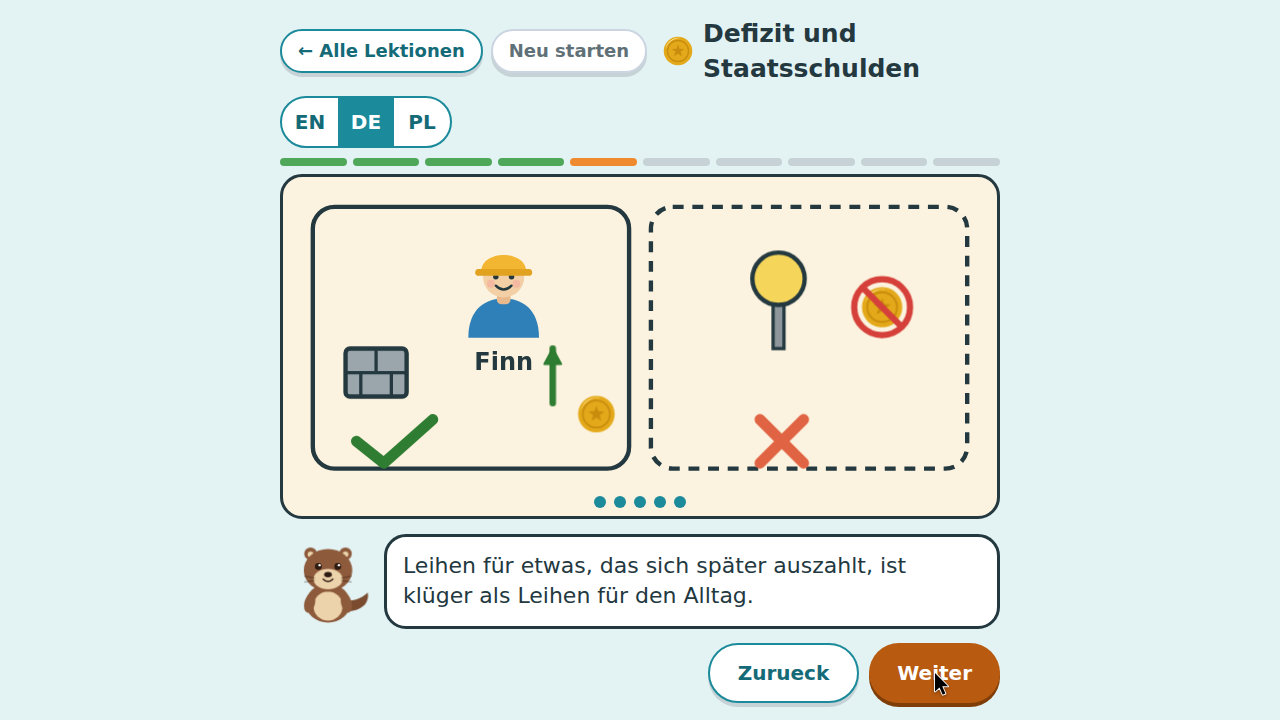 ← Alle Lektionen
Neu starten
Defizit und
Staatsschulden
EN DE PL
Finn
Leihen für etwas, das sich später auszahlt, ist
klüger als Leihen für den Alltag.
Zurueck
Weiter